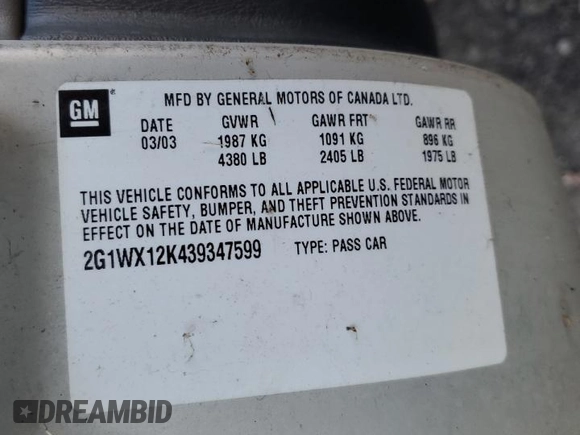 GM
MFD BY GENERAL MOTORS OF CANADA LTD.
DATE GVWR GAWR FRT GAWR RR
03/03 1987 KG 1091 KG 896 KG
4380 LB 2405 LB 1975 LB
THIS VEHICLE CONFORMS TO ALL APPLICABLE U.S. FEDERAL MOTOR
VEHICLE SAFETY, BUMPER, AND THEFT PREVENTION STANDARDS IN
EFFECT ON THE DATE OF MANUFACTURE SHOWN ABOVE.
2G1WX12K439347599 TYPE: PASS CAR
DREAMBID